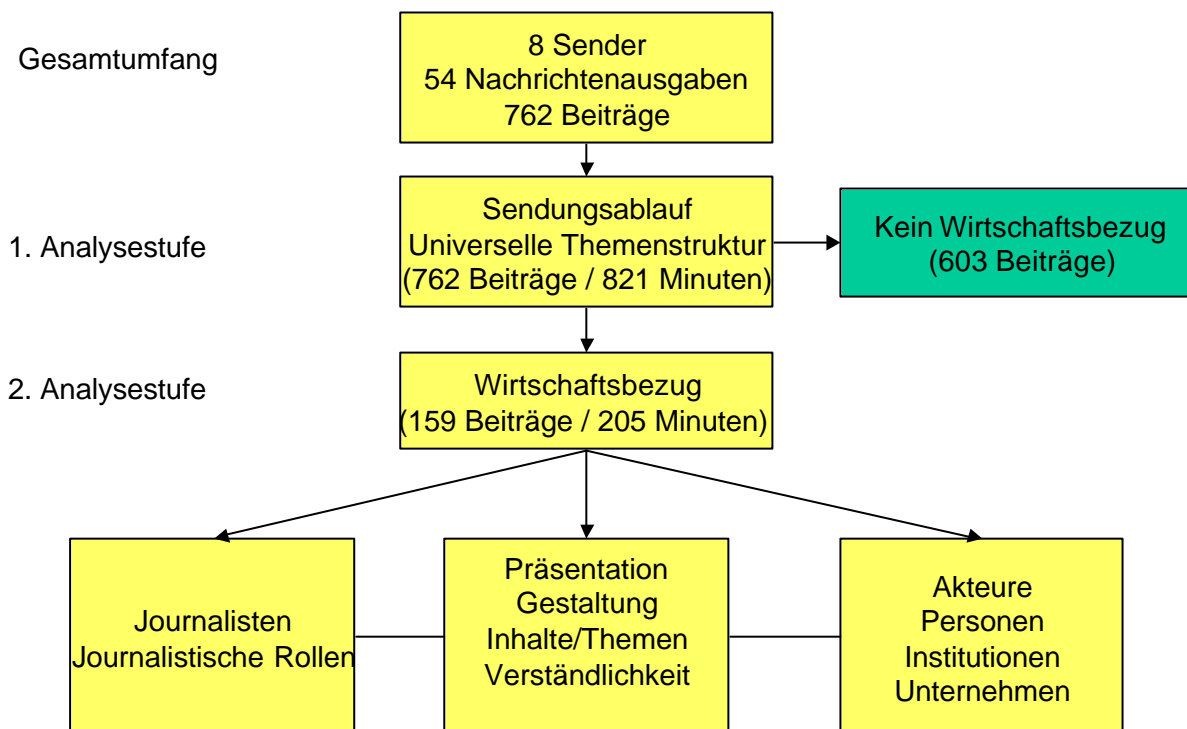 Gesamtumfang
8 Sender
54 Nachrichtenausgaben
762 Beiträge
1. Analysestufe
Sendungsablauf
Universelle Themenstruktur
(762 Beiträge / 821 Minuten)
Kein Wirtschaftsbezug
(603 Beiträge)
2. Analysestufe
Wirtschaftsbezug
(159 Beiträge / 205 Minuten)
Journalisten
Journalistische Rollen
Präsentation
Gestaltung
Inhalte/Themen
Verständlichkeit
Akteure
Personen
Institutionen
Unternehmen